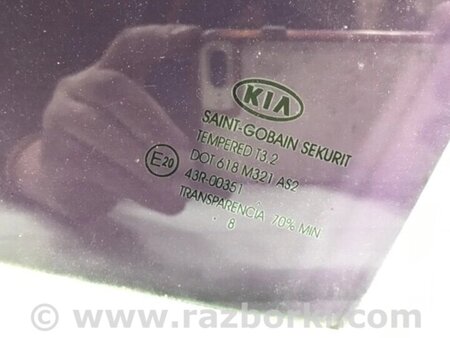 KIA
SAINT-GOBAIN SEKURIT
TEMPERED T3.2
DOT 618 M321 AS2
E20
43R-00351
TRANSPARENCIA 70% MIN
. 8
© www.razborka.com